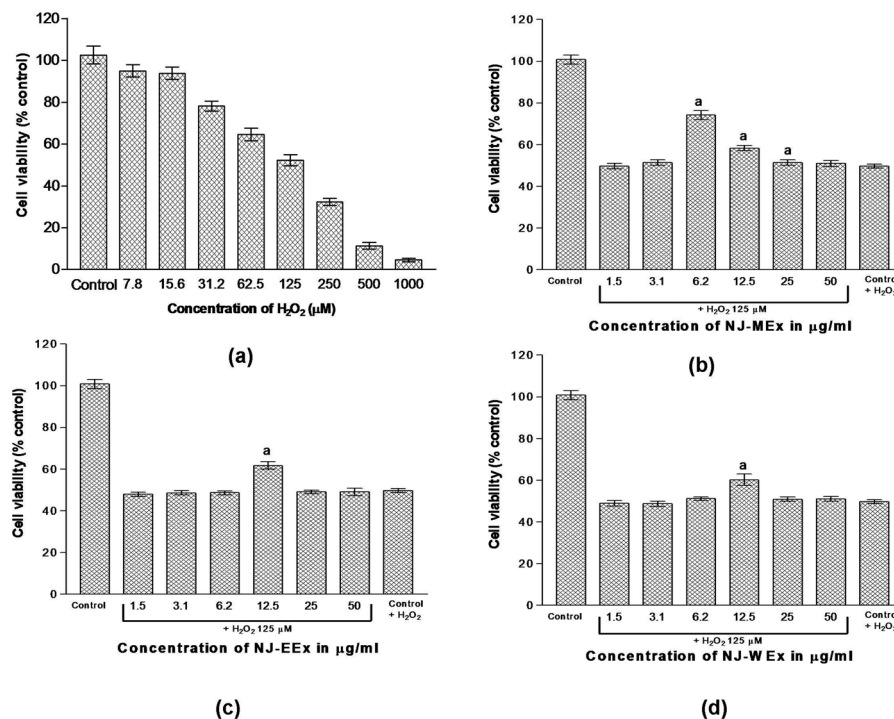 Cell viability (% control)
120
100
80
60
40
20
0
Control 7.8 15.6 31.2 62.5 125 250 500 1000
Concentration of H₂O₂ (μM)
(a)
Cell viability (% control)
120
100
80
60
40
20
0
a
a
a
Control 1.5 3.1 6.2 12.5 25 50 Control
+ H₂O₂
+ H₂O₂ 125 μM
Concentration of NJ-MEx in μg/ml
(b)
Cell viability (% control)
120
100
80
60
40
20
0
a
Control 1.5 3.1 6.2 12.5 25 50 Control
+ H₂O₂
+ H₂O₂ 125 μM
Concentration of NJ-EEx in μg/ml
(c)
Cell viability (% control)
120
100
80
60
40
20
0
a
Control 1.5 3.1 6.2 12.5 25 50 Control
+ H₂O₂
+ H₂O₂ 125 μM
Concentration of NJ-WEx in μg/ml
(d)